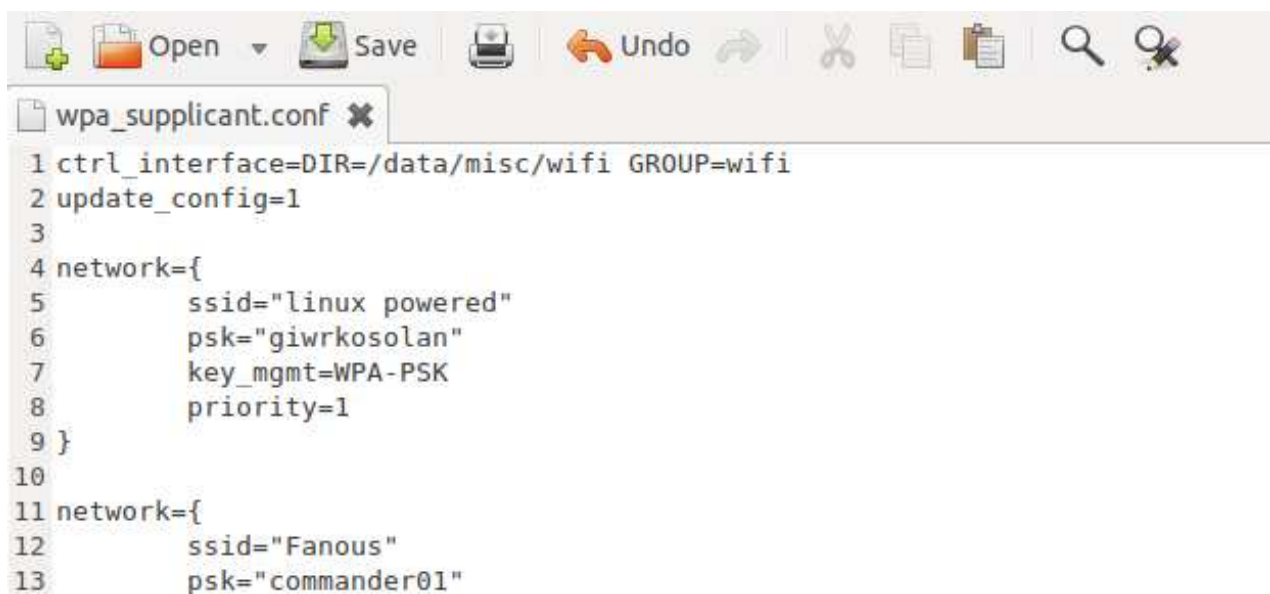 Open Save Undo
wpa_supplicant.conf
1 ctrl_interface=DIR=/data/misc/wifi GROUP=wifi
2 update_config=1
3
4 network={
5 ssid="linux powered"
6 psk="giwrkosolan"
7 key_mgmt=WPA-PSK
8 priority=1
9 }
10
11 network={
12 ssid="Fanous"
13 psk="commander01"